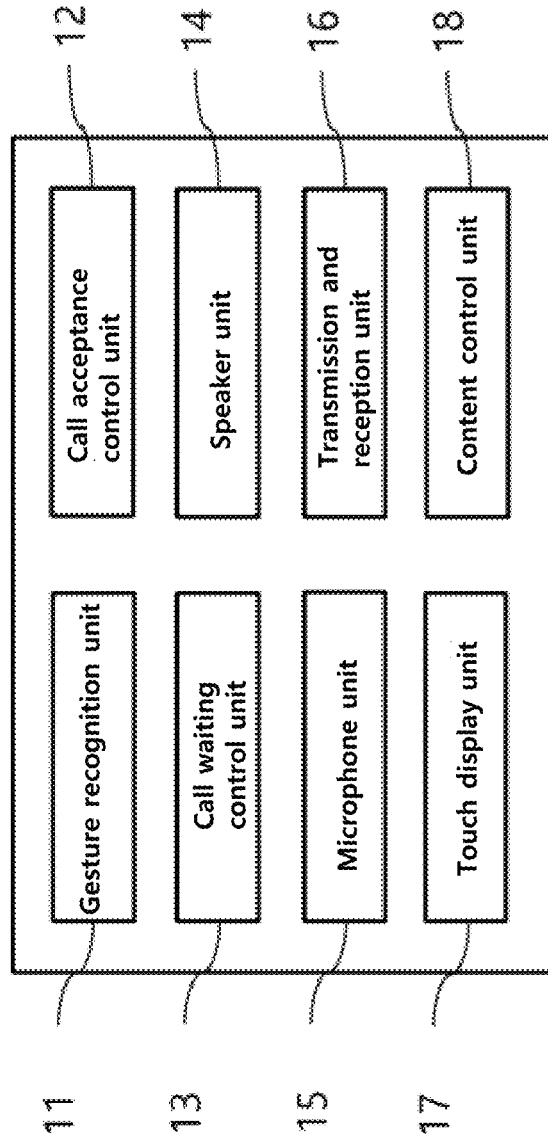 11
Gesture recognition unit
Call acceptance
control unit
12
13
Call waiting
control unit
Speaker unit
14
15
Microphone unit
Transmission and
reception unit
16
17
Touch display unit
Content control unit
18